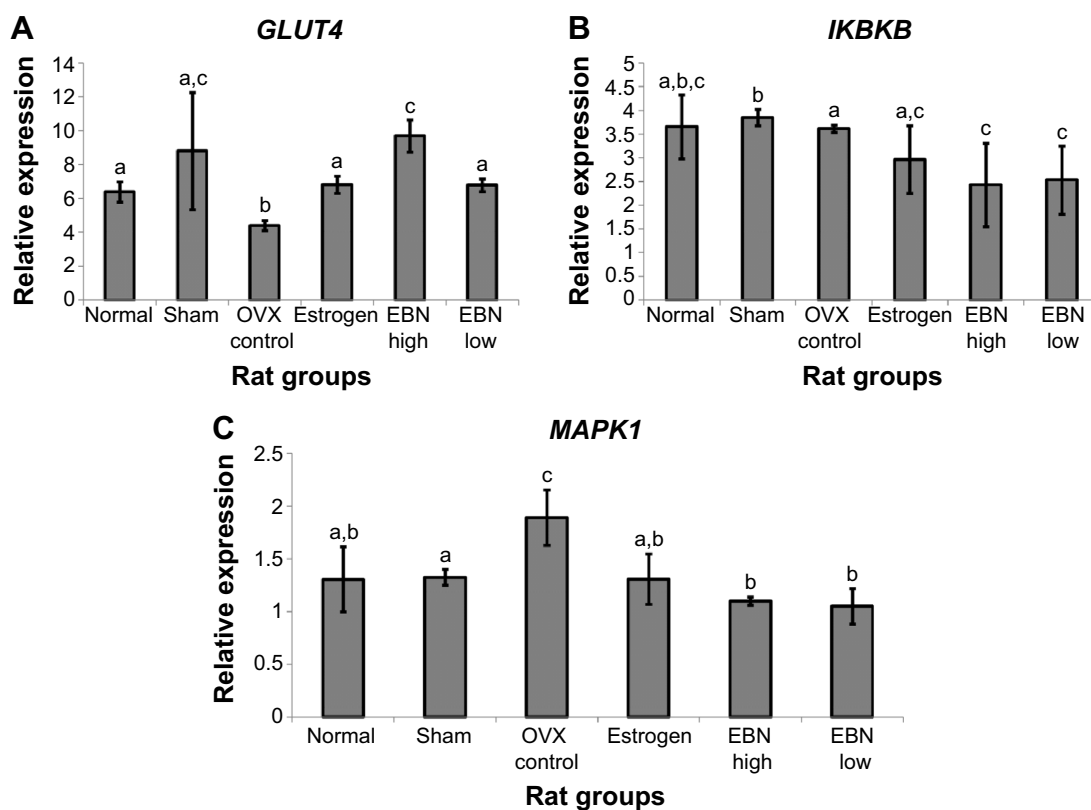 A
GLUT4
Relative expression
14
12
10
8
6
4
2
0
a
a,c
b
a
c
a
Normal
Sham
OVX
control
Estrogen
EBN
high
EBN
low
Rat groups
B
IKBKB
Relative expression
5
4.5
4
3.5
3
2.5
2
1.5
1
0.5
0
a,b,c
b
a
a,c
c
c
Normal
Sham
OVX
control
Estrogen
EBN
high
EBN
low
Rat groups
C
MAPK1
Relative expression
2.5
2
1.5
1
0.5
0
a,b
a
c
a,b
b
b
Normal
Sham
OVX
control
Estrogen
EBN
high
EBN
low
Rat groups